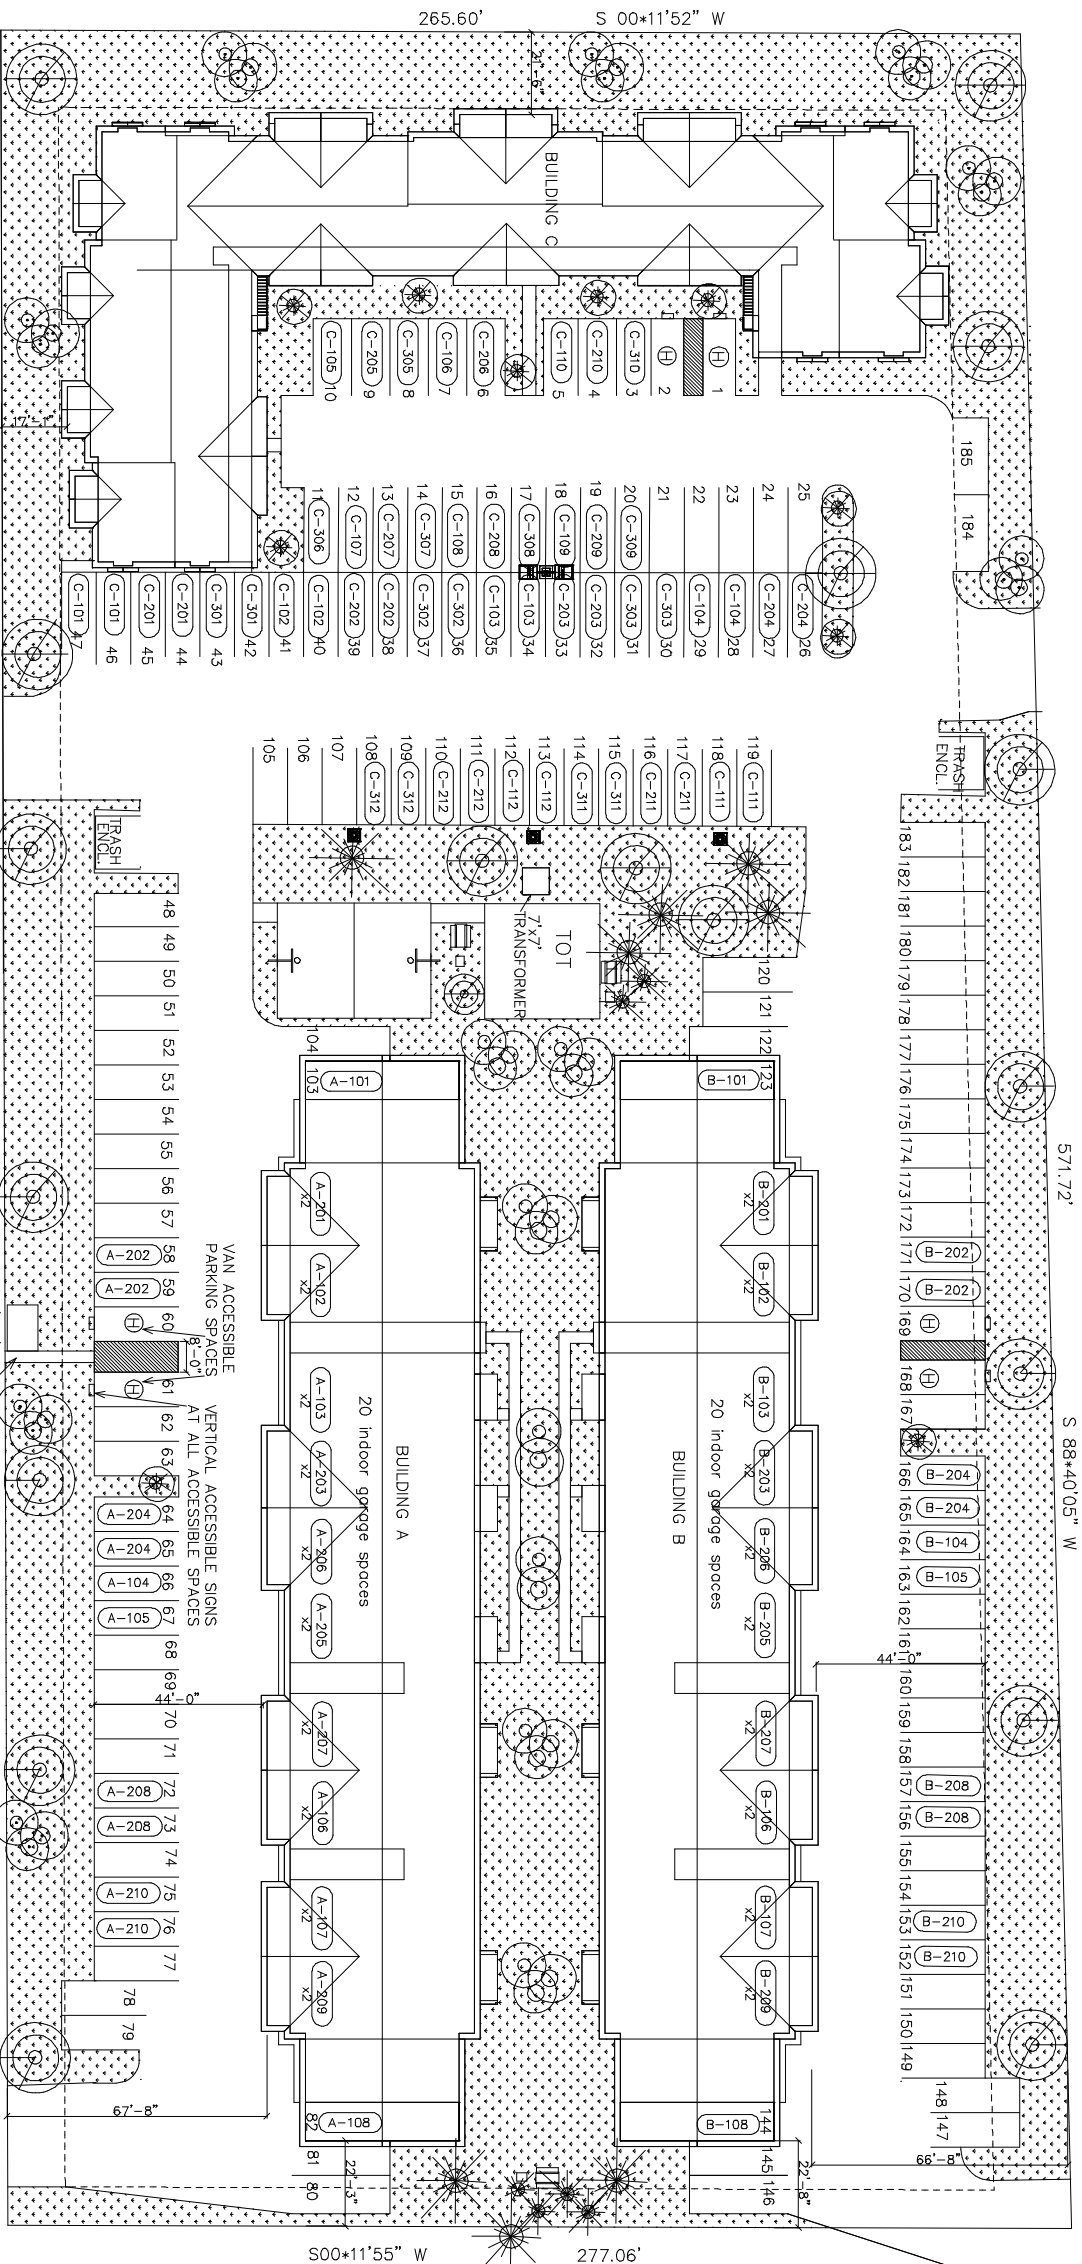 265.60'
S 00*11'52" W
21'-6"
BUILDING C
17'-1"
C-105 10
C-205 9
C-305 8
C-106 7
C-206 6
C-110 5
C-210 4
C-310 3
H 2
H 1
185
184
11 C-306
12 C-107
13 C-207
14 C-307
15 C-108
16 C-208
17 C-308
18 C-109
19 C-209
20 C-309
21
22
23
24
25
C-101 47
C-101 46
C-201 45
C-201 44
C-301 43
C-301 42
C-102 41
C-102 40
C-202 39
C-202 38
C-302 37
C-302 36
C-103 35
C-103 34
C-203 33
C-203 32
C-303 31
C-303 30
C-104 29
C-104 28
C-204 27
C-204 26
105
106
107
108 C-312
109 C-312
110 C-212
111 C-212
112 C-112
113 C-112
114 C-311
115 C-311
116 C-211
117 C-211
118 C-111
119 C-111
TRASH
ENCL.
TRASH
ENCL.
TOT
7'x7'
TRANSFORMER
120
121
122
123
B-101
104
103
A-101
48
49
50
51
52
53
54
55
56
57
58 A-202
59 A-202
60 H
61 H
62
63
64 A-204
65 A-204
66 A-104
67 A-105
68
69
70
71
72 A-208
73 A-208
74
75 A-210
76 A-210
77
78
79
VAN ACCESSIBLE
PARKING SPACES
8'-0"
VERTICAL ACCESSIBLE SIGNS
AT ALL ACCESSIBLE SPACES
44'-0"
67'-8"
A-201
x2
A-102
x2
A-103
x2
A-203
x2
A-206
x2
A-205
x2
A-207
x2
A-106
x2
A-107
x2
A-209
x2
20 indoor garage spaces
BUILDING A
A-108
82
81
80
22'-3"
B-201
x2
B-102
x2
B-103
x2
B-203
x2
B-206
x2
B-205
x2
B-207
x2
B-106
x2
B-107
x2
B-209
x2
20 indoor garage spaces
BUILDING B
B-108
144
145
146
22'-8"
183
182
181
180
179
178
177
176
175
174
173
172
171 B-202
170 B-202
169 H
168 H
167
166 B-204
165 B-204
164 B-104
163 B-105
162
161
160
159
158
157 B-208
156 B-208
155
154
153 B-210
152 B-210
151
150
149
148
147
44'-0"
66'-8"
571.72'
S 88*40'05" W
S00*11'55" W
277.06'